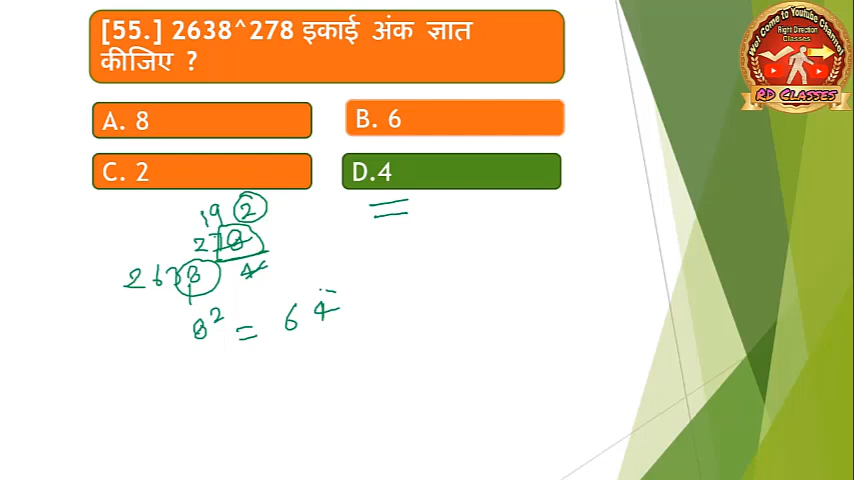 [55.] 2638^278 इकाई अंक ज्ञात
कीजिए ?
A. 8
B. 6
C. 2
D.4
19 2
278
4
2638
8² = 64
Wel Come to Youtube Channel
Right Direction
Classes
RD CLASSES